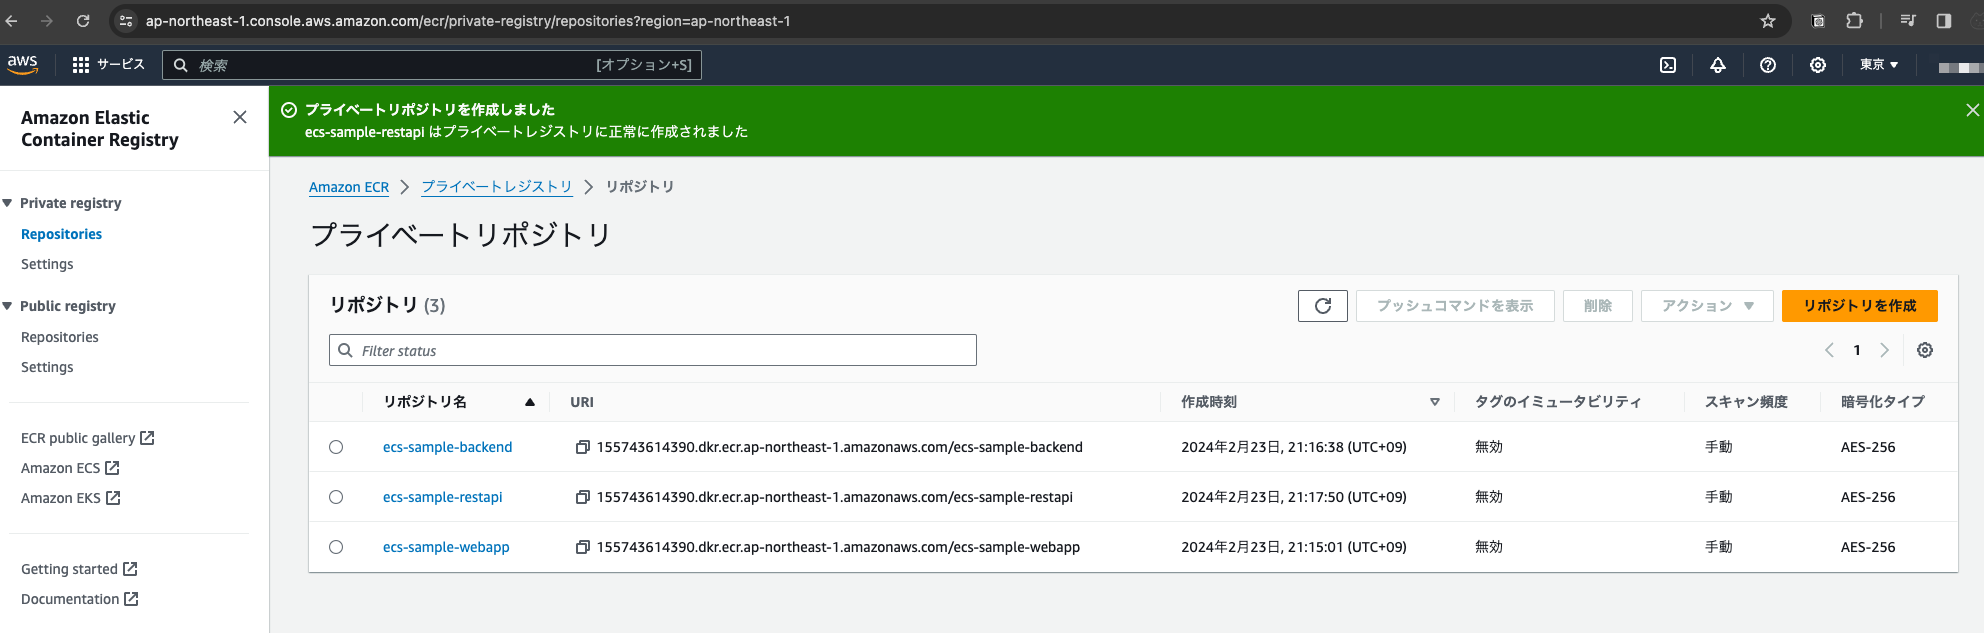 ap-northeast-1.console.aws.amazon.com/ecr/private-registry/repositories?region=ap-northeast-1
aws
サービス
検索
[オプション+S]
東京
Amazon Elastic
Container Registry
プライベートリポジトリを作成しました
ecs-sample-restapi はプライベートレジストリに正常に作成されました
Private registry
Repositories
Settings
Public registry
Repositories
Settings
ECR public gallery
Amazon ECS
Amazon EKS
Getting started
Documentation
Amazon ECR
プライベートレジストリ
リポジトリ
プライベートリポジトリ
リポジトリ (3)
プッシュコマンドを表示
削除
アクション
リポジトリを作成
Filter status
1
リポジトリ名 URI 作成時刻 タグのイミュータビリティ スキャン頻度 暗号化タイプ
ecs-sample-backend 155743614390.dkr.ecr.ap-northeast-1.amazonaws.com/ecs-sample-backend 2024年2月23日, 21:16:38 (UTC+09) 無効 手動 AES-256
ecs-sample-restapi 155743614390.dkr.ecr.ap-northeast-1.amazonaws.com/ecs-sample-restapi 2024年2月23日, 21:17:50 (UTC+09) 無効 手動 AES-256
ecs-sample-webapp 155743614390.dkr.ecr.ap-northeast-1.amazonaws.com/ecs-sample-webapp 2024年2月23日, 21:15:01 (UTC+09) 無効 手動 AES-256